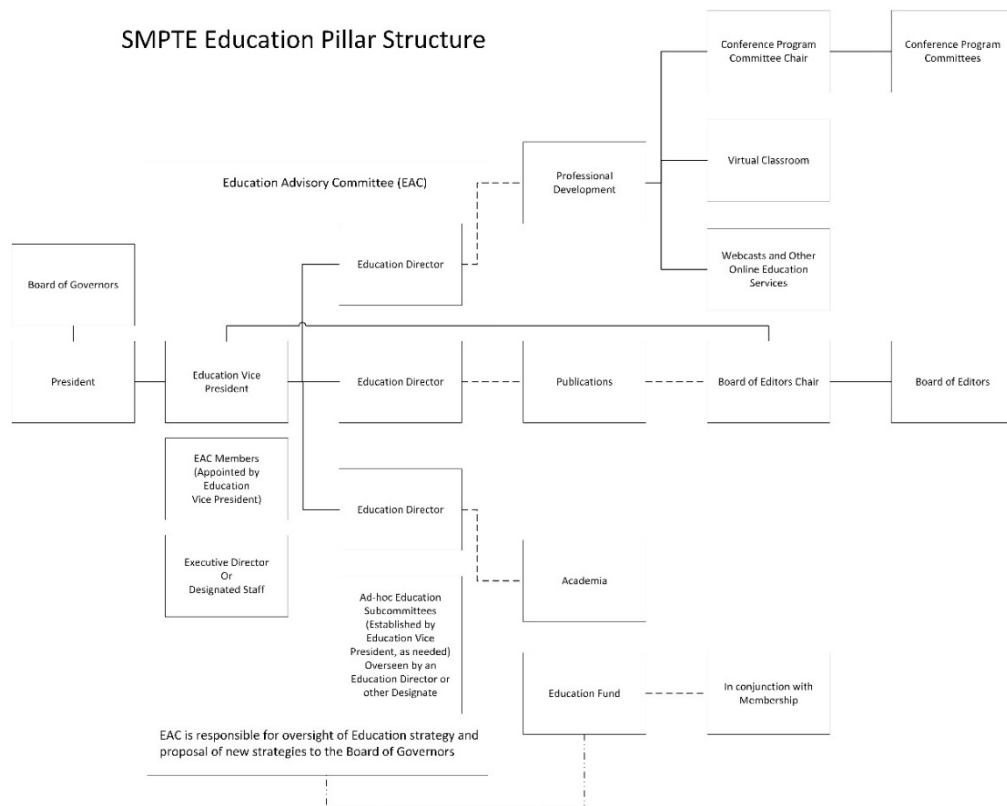 SMPTE Education Pillar Structure
Conference Program
Committee Chair
Conference Program
Committees
Virtual Classroom
Education Advisory Committee (EAC)
Professional
Development
Education Director
Webcasts and Other
Online Education
Services
Board of Governors
President
Education Vice
President
Education Director
Publications
Board of Editors Chair
Board of Editors
EAC Members
(Appointed by
Education
Vice President)
Education Director
Executive Director
Or
Designated Staff
Academia
Ad-hoc Education
Subcommittees
(Established by
Education Vice
President, as needed)
Overseen by an
Education Director or
other Designate
Education Fund
In conjunction with
Membership
EAC is responsible for oversight of Education strategy and
proposal of new strategies to the Board of Governors